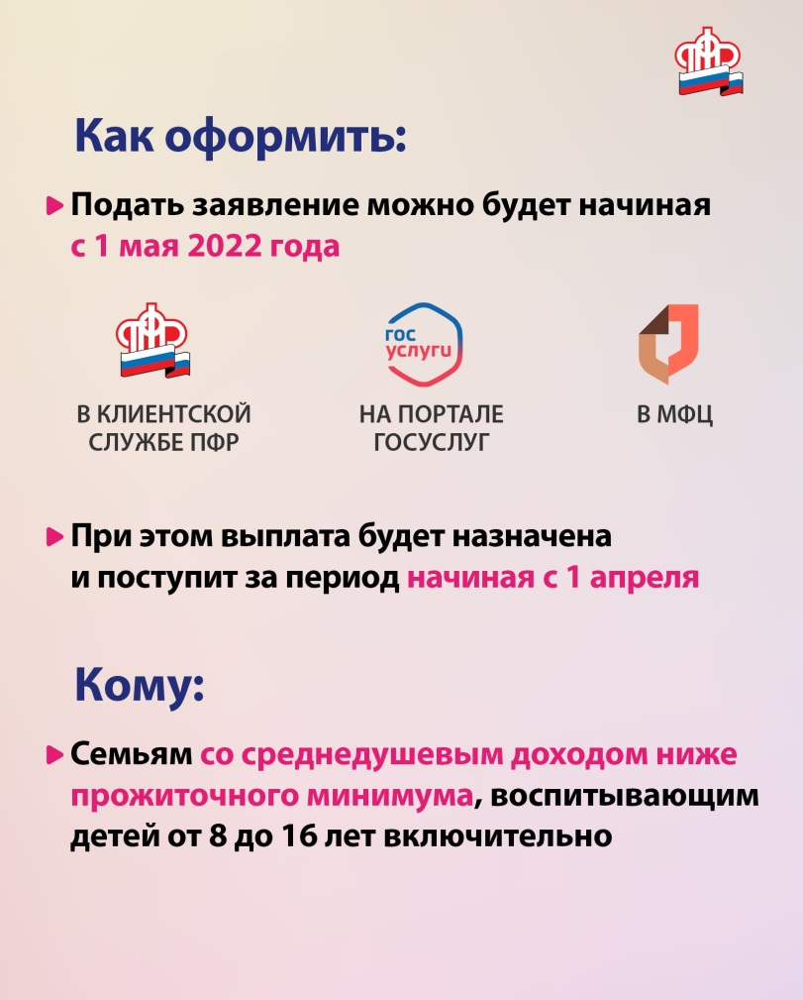 Как оформить:
Подать заявление можно будет начиная
с 1 мая 2022 года
гос
услуги
В КЛИЕНТСКОЙ
СЛУЖБЕ ПФР
НА ПОРТАЛЕ
ГОСУСЛУГ
В МФЦ
При этом выплата будет назначена
и поступит за период начиная с 1 апреля
Кому:
Семьям со среднедушевым доходом ниже
прожиточного минимума, воспитывающим
детей от 8 до 16 лет включительно